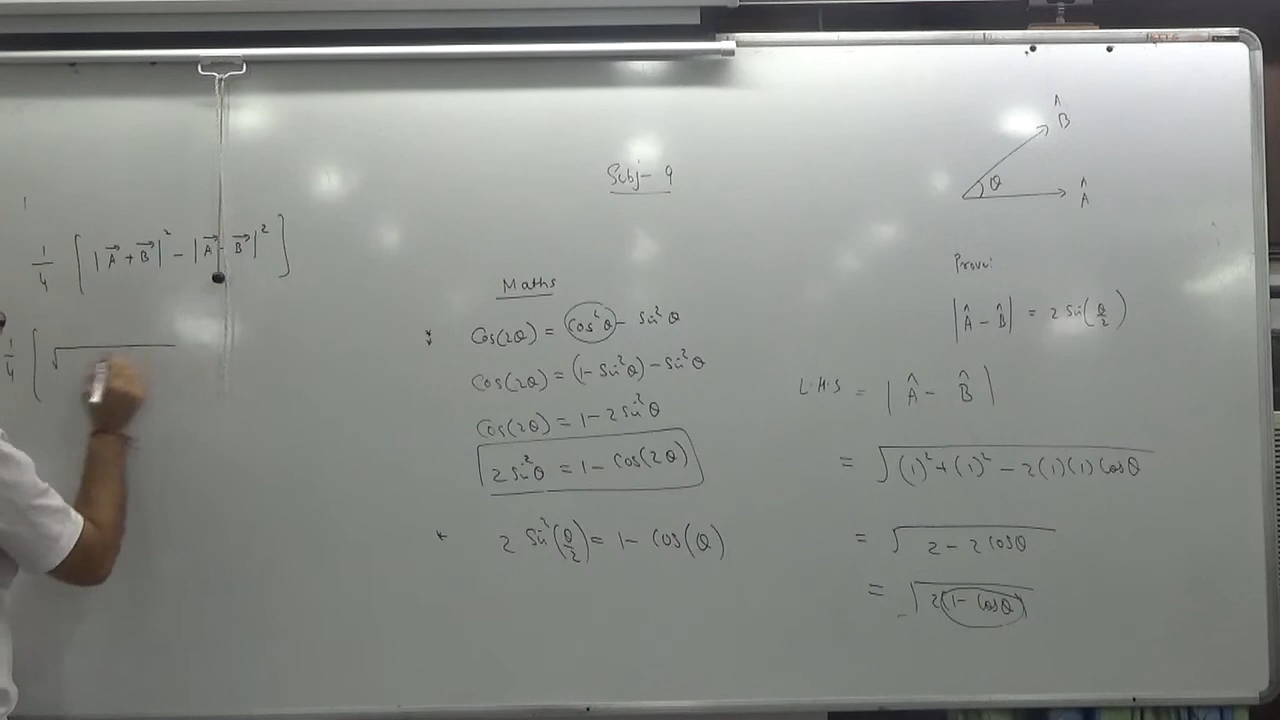 Subj- 9
1/4 [ |A⃗ + B⃗|² - |A⃗ - B⃗|² ]
1/4 [ √
Maths
Cos(2θ) = Cos²θ - Sin²θ
Cos(2θ) = (1 - Sin²θ) - Sin²θ
Cos(2θ) = 1 - 2 Sin²θ
2 Sin²θ = 1 - Cos(2θ)
* 2 Sin²(θ/2) = 1 - Cos(θ)
B̂
θ
Â
Prove:
|Â - B̂| = 2 Sin(θ/2)
L.H.S = |Â - B̂|
= √((1)² + (1)² - 2(1)(1) Cosθ)
= √(2 - 2 Cosθ)
= √(2(1 - Cosθ))